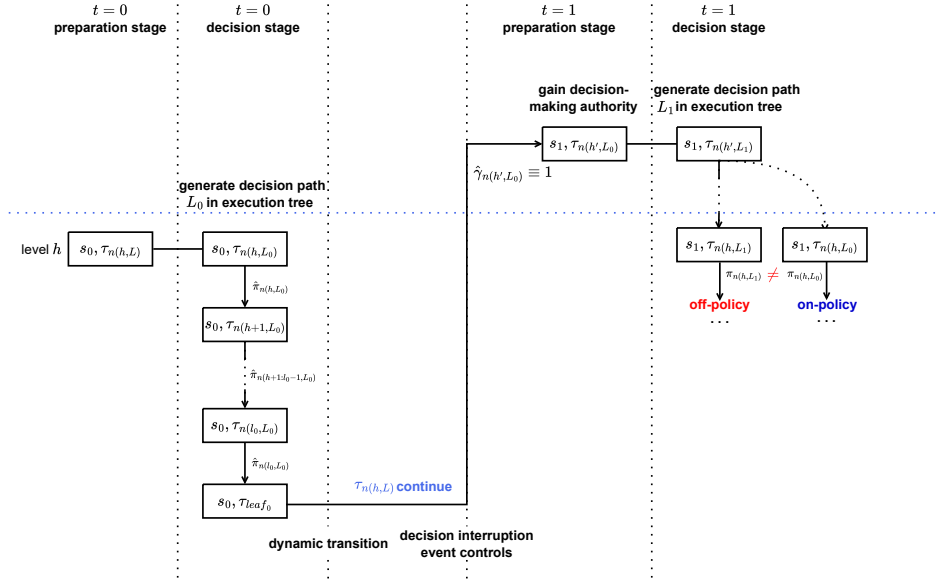 t = 0
preparation stage
t = 0
decision stage
t = 1
preparation stage
t = 1
decision stage
gain decision-
making authority
generate decision path
L₁ in execution tree
s₁, τₙ₍ₕ′,L₀₎
s₁, τₙ₍ₕ′,L₁₎
γ̂ₙ₍ₕ′,L₀₎ ≡ 1
generate decision path
L₀ in execution tree
level h
s₀, τₙ₍ₕ,L₎
s₀, τₙ₍ₕ,L₀₎
s₁, τₙ₍ₕ,L₁₎
s₁, τₙ₍ₕ,L₀₎
π̂ₙ₍ₕ,L₀₎
πₙ₍ₕ,L₁₎ ≠ πₙ₍ₕ,L₀₎
off-policy
on-policy
...
...
s₀, τₙ₍ₕ₊₁,L₀₎
π̂ₙ₍ₕ₊₁:l₀₋₁,L₀₎
s₀, τₙ₍l₀,L₀₎
π̂ₙ₍l₀,L₀₎
s₀, τ_leaf₀
τₙ₍ₕ,L₎ continue
dynamic transition
decision interruption
event controls